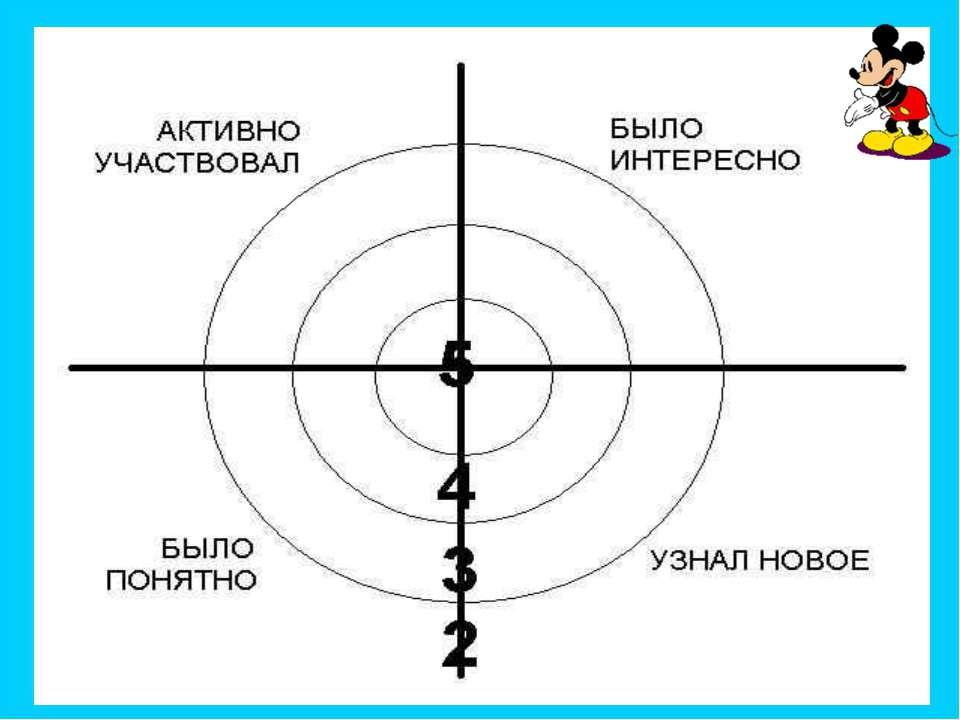 АКТИВНО
УЧАСТВОВАЛ
БЫЛО
ИНТЕРЕСНО
5
4
3
2
БЫЛО
ПОНЯТНО
УЗНАЛ НОВОЕ